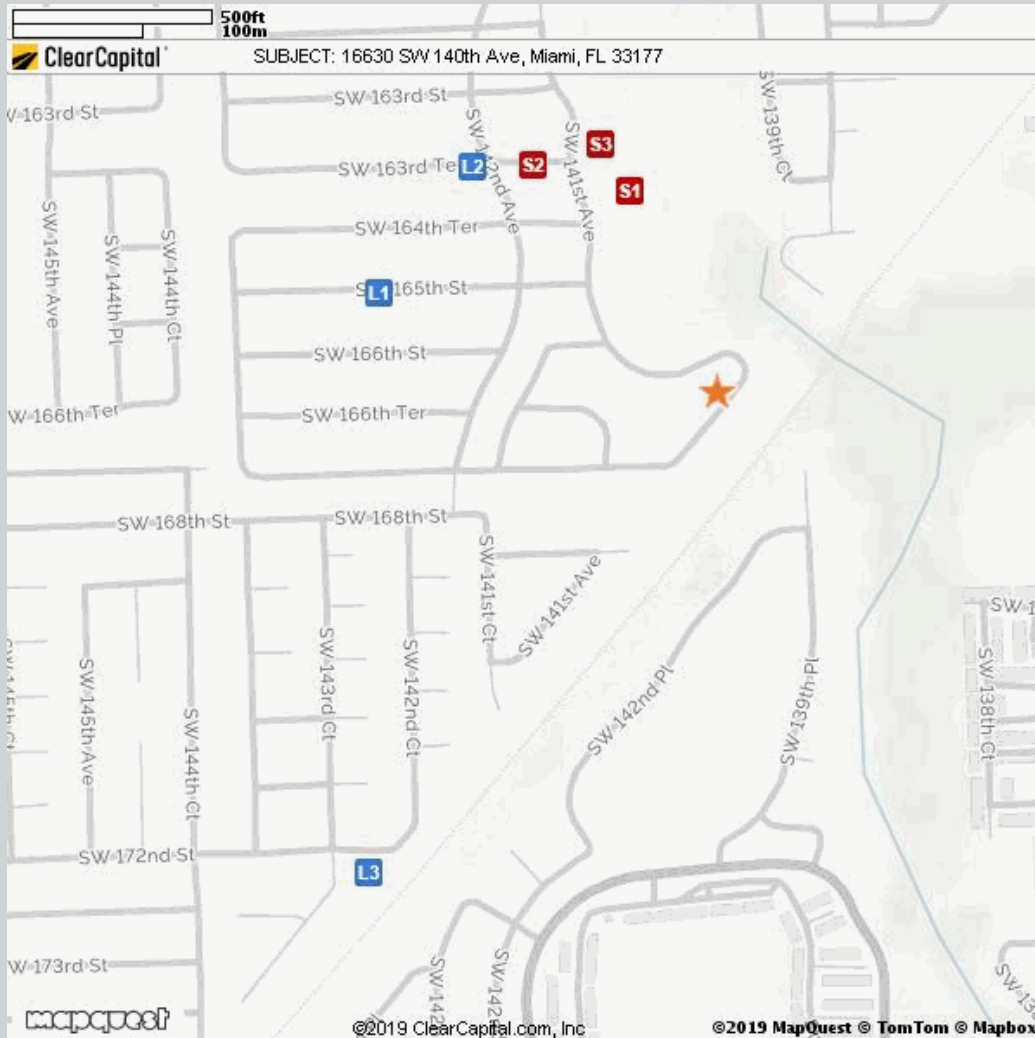 500ft
100m
ClearCapital
SUBJECT: 16630 SW 140th Ave, Miami, FL 33177
SW 163rd St
SW 163rd St
SW 139th Ct
SW 142nd Ave
SW 141st Ave
S3
SW 163rd Te
L2
S2
S1
SW 164th Ter
SW 145th Ave
SW 144th Pl
SW 144th Ct
L1
165th St
SW 166th St
W 166th Ter
SW 166th Ter
SW 168th St
SW 168th St
SW 141st Ct
SW 141st Ave
SW 145th Ave
SW 144th Ct
SW 143rd Ct
SW 142nd Ct
SW 142nd Pl
SW 139th Pl
SW 138th Ct
SW 172nd St
L3
W 173rd St
mapquest
©2019 ClearCapital.com, Inc
©2019 MapQuest © TomTom © Mapbox